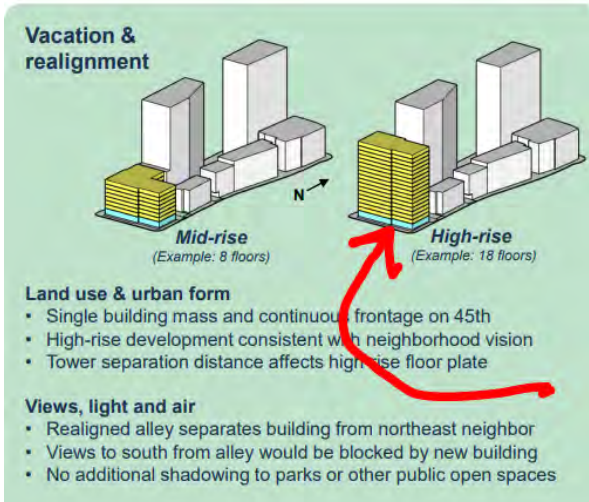 Vacation &
realignment
N
Mid-rise
(Example: 8 floors)
High-rise
(Example: 18 floors)
Land use & urban form
• Single building mass and continuous frontage on 45th
• High-rise development consistent with neighborhood vision
• Tower separation distance affects high-rise floor plate
Views, light and air
• Realigned alley separates building from northeast neighbor
• Views to south from alley would be blocked by new building
• No additional shadowing to parks or other public open spaces